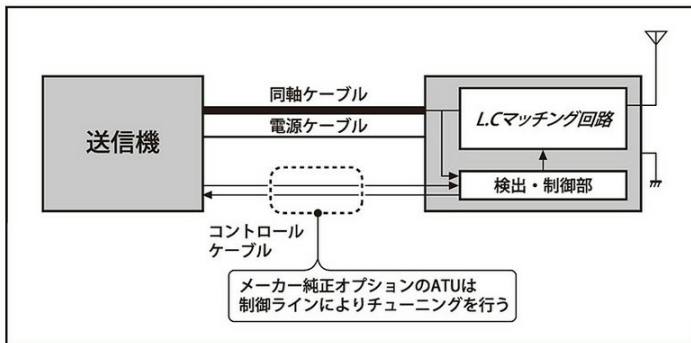 同軸ケーブル
電源ケーブル
送信機
L.Cマッチング回路
検出・制御部
コントロール
ケーブル
メーカー純正オプションのATUは
制御ラインによりチューニングを行う